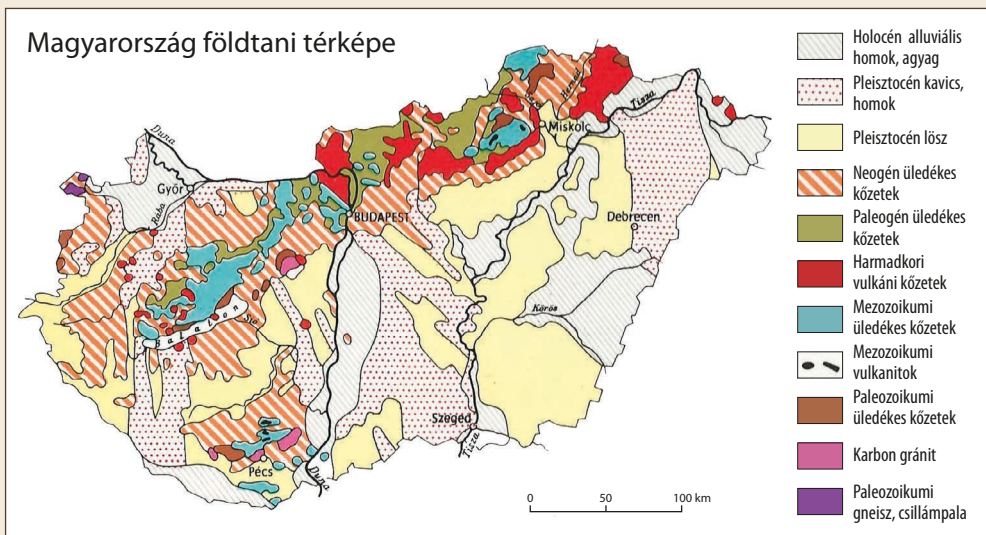 Magyarország földtani térképe
Holocén alluviális
homok, agyag
Pleisztocén kavics,
homok
Pleisztocén lösz
Neogén üledékes
kőzetek
Paleogén üledékes
kőzetek
Harmadkori
vulkáni kőzetek
Mezozoikumi
üledékes kőzetek
Mezozoikumi
vulkanitok
Paleozoikumi
üledékes kőzetek
Karbon gránit
Paleozoikumi
gneisz, csillámpala
Duna
Győr
Rába
BUDAPEST
Balaton
Sió
Pécs
Duna
Sajó
Hernád
Miskolc
Tisza
Debrecen
Körös
Szeged
Tisza
0 50 100 km